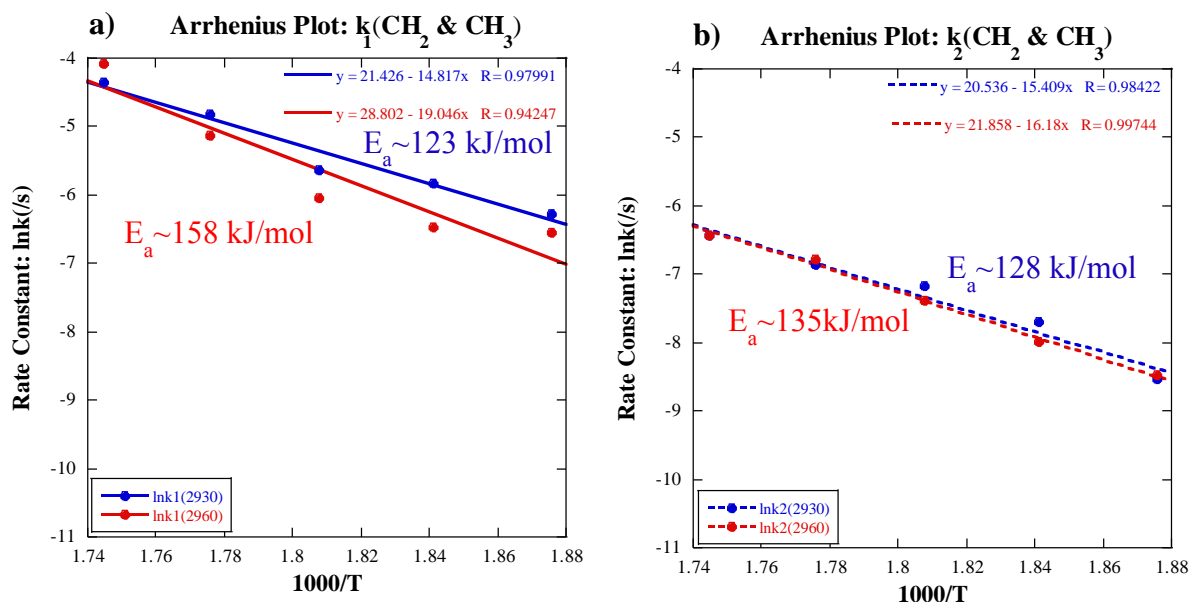 a) Arrhenius Plot: k₁(CH₂ & CH₃)
y = 21.426 - 14.817x R= 0.97991
y = 28.802 - 19.046x R= 0.94247
Eₐ~123 kJ/mol
Eₐ~158 kJ/mol
Rate Constant: lnk(/s)
-4
-5
-6
-7
-8
-9
-10
-11
lnk1(2930)
lnk1(2960)
1.74 1.76 1.78 1.8 1.82 1.84 1.86 1.88
1000/T
b) Arrhenius Plot: k₂(CH₂ & CH₃)
y = 20.536 - 15.409x R= 0.98422
y = 21.858 - 16.18x R= 0.99744
Eₐ~128 kJ/mol
Eₐ~135kJ/mol
Rate Constant: lnk(/s)
-4
-5
-6
-7
-8
-9
-10
-11
lnk2(2930)
lnk2(2960)
1.74 1.76 1.78 1.8 1.82 1.84 1.86 1.88
1000/T